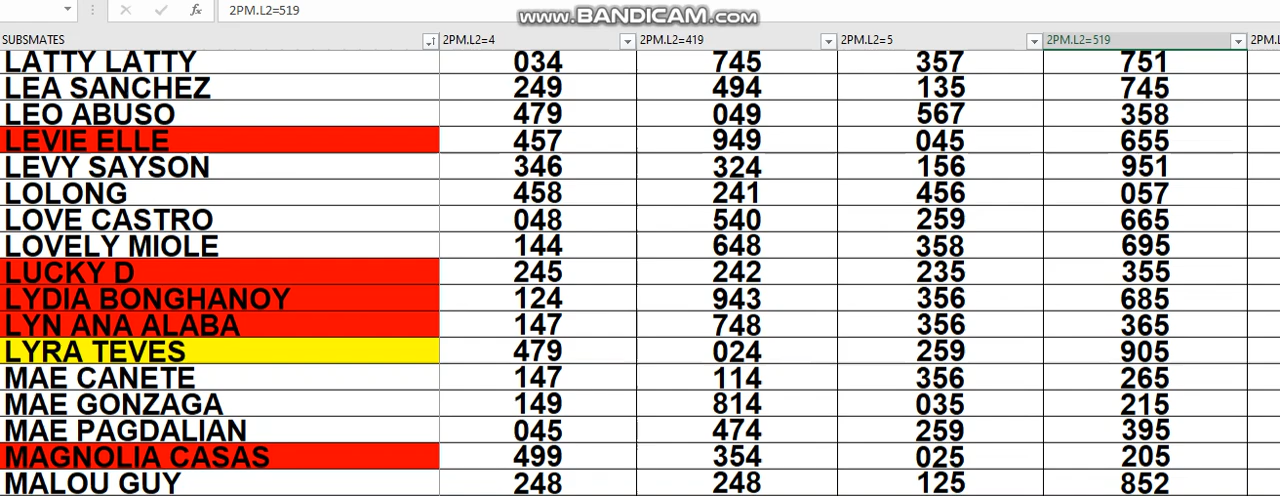 www.BANDICAM.com
fx 2PM.L2=519
SUBSMATES 2PM.L2=4 2PM.L2=419 2PM.L2=5 2PM.L2=519 2PM.L
LATTY LATTY 034 745 357 751
LEA SANCHEZ 249 494 135 745
LEO ABUSO 479 049 567 358
LEVIE ELLE 457 949 045 655
LEVY SAYSON 346 324 156 951
LOLONG 458 241 456 057
LOVE CASTRO 048 540 259 665
LOVELY MIOLE 144 648 358 695
LUCKY D 245 242 235 355
LYDIA BONGHANOY 124 943 356 685
LYN ANA ALABA 147 748 356 365
LYRA TEVES 479 024 259 905
MAE CANETE 147 114 356 265
MAE GONZAGA 149 814 035 215
MAE PAGDALIAN 045 474 259 395
MAGNOLIA CASAS 499 354 025 205
MALOU GUY 248 248 125 852